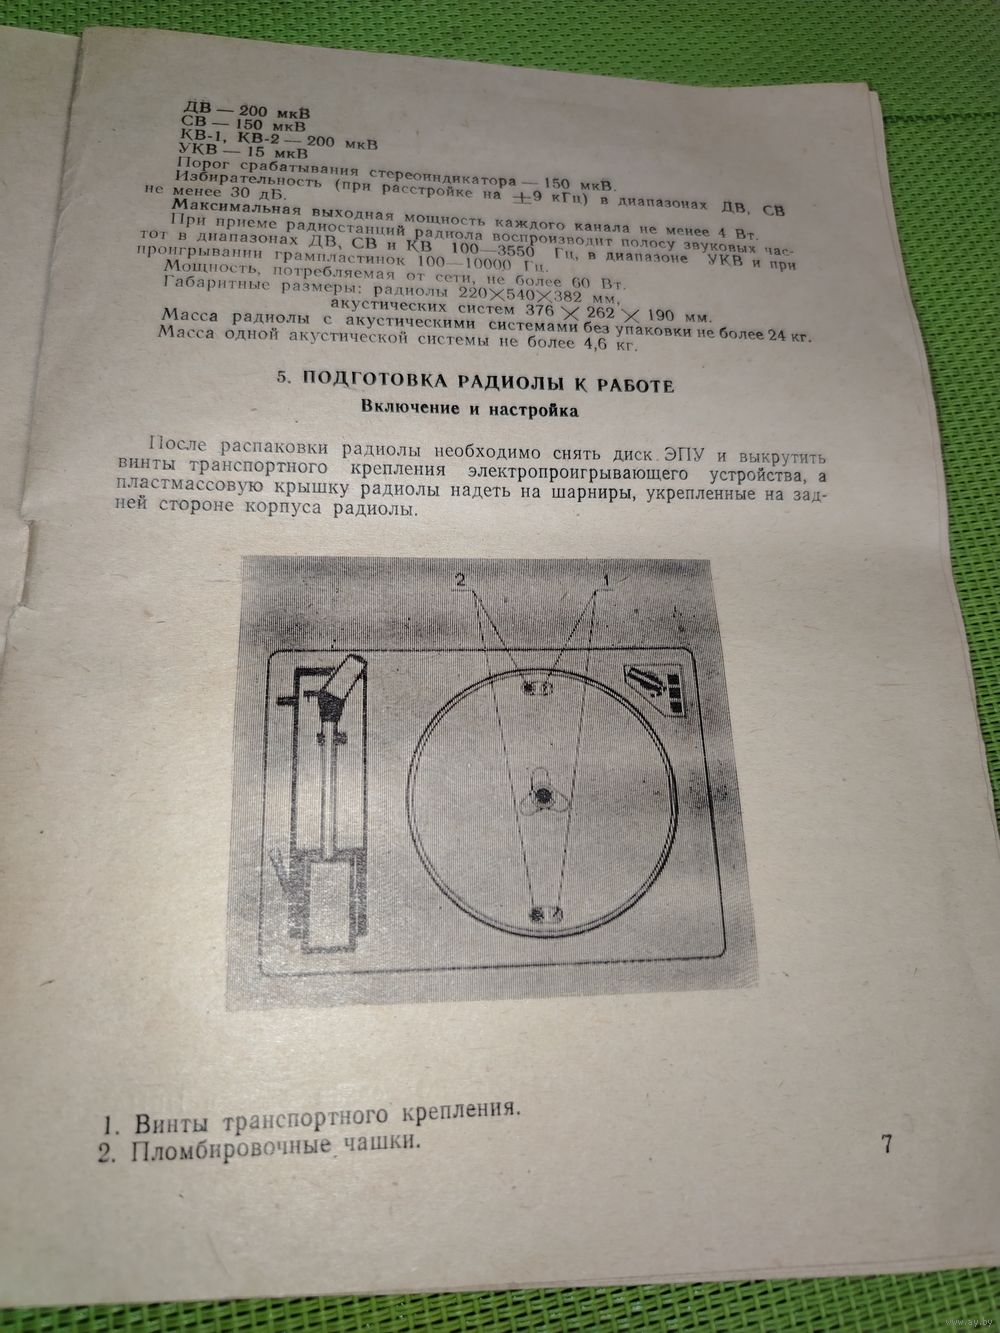 ДВ — 200 мкВ
СВ — 150 мкВ
КВ-1, КВ-2 — 200 мкВ
УКВ — 15 мкВ
Порог срабатывания стереоиндикатора — 150 мкВ.
Избирательность (при расстройке на ±9 кГц) в диапазонах ДВ, СВ
не менее 30 дБ.
Максимальная выходная мощность каждого канала не менее 4 Вт.
При приеме радиостанций радиола воспроизводит полосу звуковых час-
тот в диапазонах ДВ, СВ и КВ 100—3550 Гц, в диапазоне УКВ и при
проигрывании грампластинок 100—10000 Гц.
Мощность, потребляемая от сети, не более 60 Вт.
Габаритные размеры: радиолы 220×540×382 мм,
акустических систем 376 × 262 × 190 мм.
Масса радиолы с акустическими системами без упаковки не более 24 кг.
Масса одной акустической системы не более 4,6 кг.
5. ПОДГОТОВКА РАДИОЛЫ К РАБОТЕ
Включение и настройка
После распаковки радиолы необходимо снять диск ЭПУ и выкрутить
винты транспортного крепления электропроигрывающего устройства, а
пластмассовую крышку радиолы надеть на шарниры, укрепленные на зад-
ней стороне корпуса радиолы.
2 1
1. Винты транспортного крепления.
2. Пломбировочные чашки.
7
www.ay.by